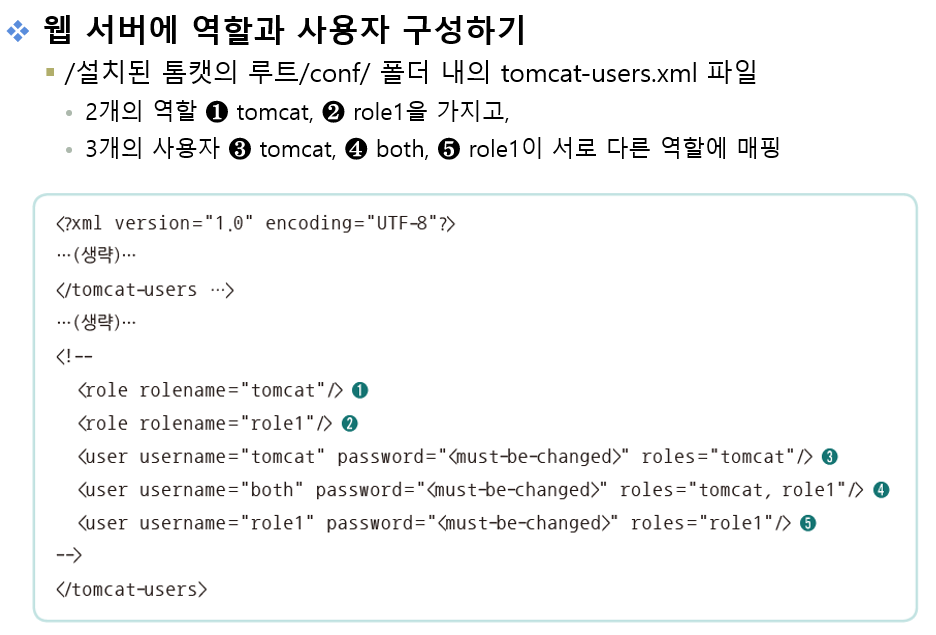 ❖ 웹 서버에 역할과 사용자 구성하기
▪ /설치된 톰캣의 루트/conf/ 폴더 내의 tomcat-users.xml 파일
• 2개의 역할 ❶ tomcat, ❷ role1을 가지고,
• 3개의 사용자 ❸ tomcat, ❹ both, ❺ role1이 서로 다른 역할에 매핑
<?xml version="1.0" encoding="UTF-8"?>
…(생략)…
</tomcat-users …>
…(생략)…
<!--
<role rolename="tomcat"/> ❶
<role rolename="role1"/> ❷
<user username="tomcat" password="<must-be-changed>" roles="tomcat"/> ❸
<user username="both" password="<must-be-changed>" roles="tomcat, role1"/> ❹
<user username="role1" password="<must-be-changed>" roles="role1"/> ❺
-->
</tomcat-users>